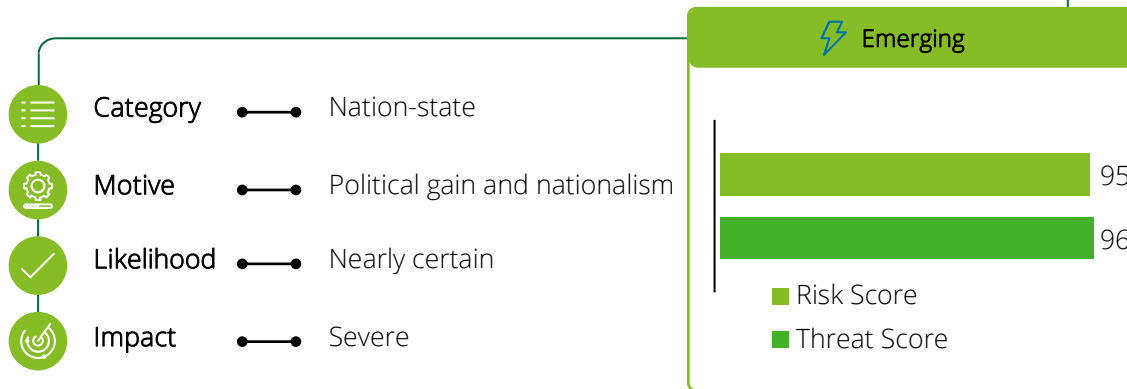 Emerging
Category Nation-state
Motive Political gain and nationalism
Likelihood Nearly certain
Impact Severe
95
96
Risk Score
Threat Score